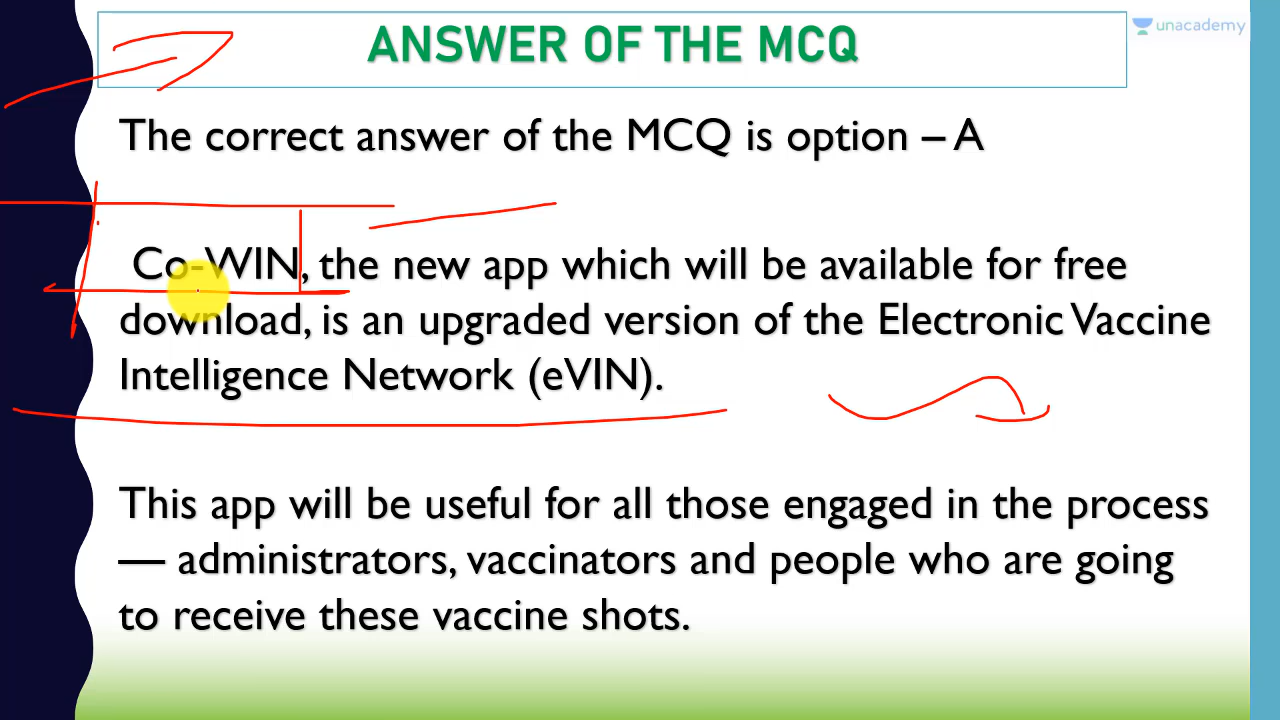 ANSWER OF THE MCQ
unacademy
The correct answer of the MCQ is option – A
Co-WIN, the new app which will be available for free
download, is an upgraded version of the Electronic Vaccine
Intelligence Network (eVIN).
This app will be useful for all those engaged in the process
— administrators, vaccinators and people who are going
to receive these vaccine shots.